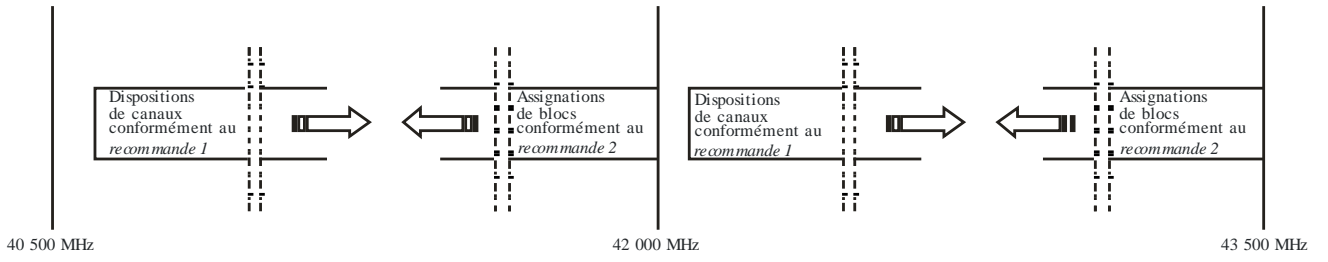 Dispositions
de canaux
conformément au
recommande 1
Assignations
de blocs
conformément au
recommande 2
Dispositions
de canaux
conformément au
recommande 1
Assignations
de blocs
conformément au
recommande 2
40 500 MHz
42 000 MHz
43 500 MHz